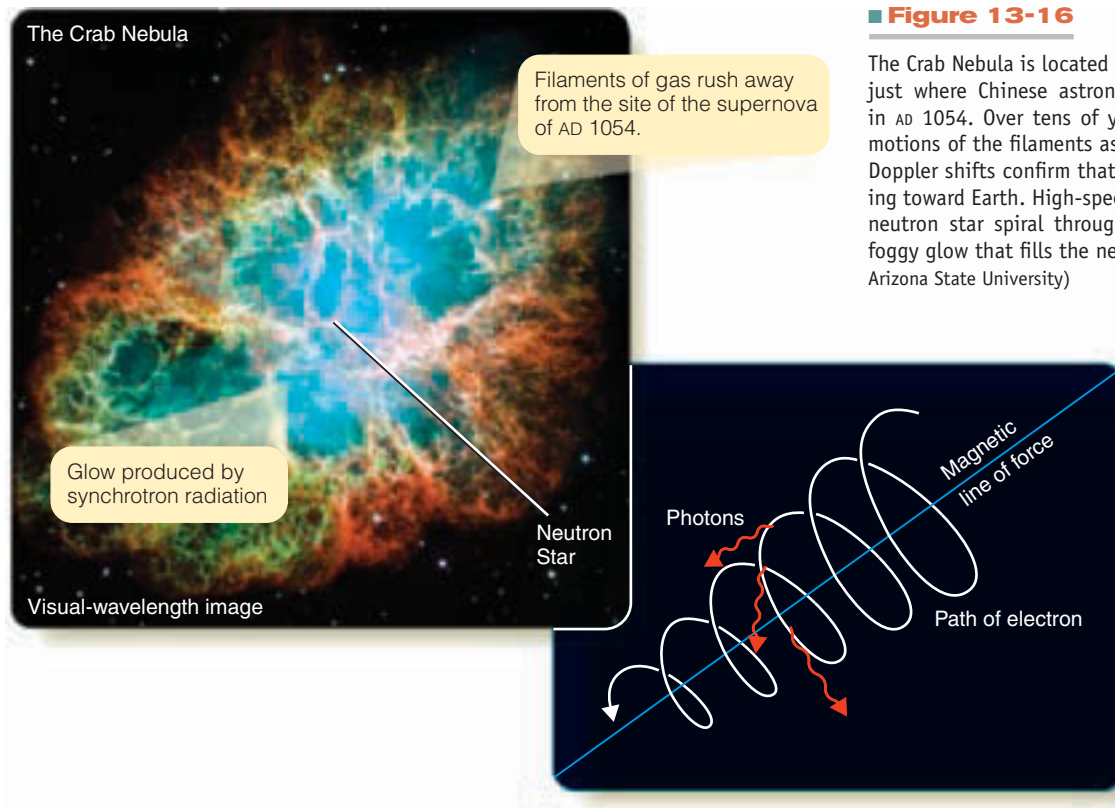 The Crab Nebula
Filaments of gas rush away
from the site of the supernova
of AD 1054.
Glow produced by
synchrotron radiation
Neutron
Star
Visual-wavelength image
■ Figure 13-16
The Crab Nebula is located
just where Chinese astron
in AD 1054. Over tens of y
motions of the filaments as
Doppler shifts confirm that
ing toward Earth. High-spee
neutron star spiral throug
foggy glow that fills the ne
Arizona State University)
Magnetic
line of force
Photons
Path of electron